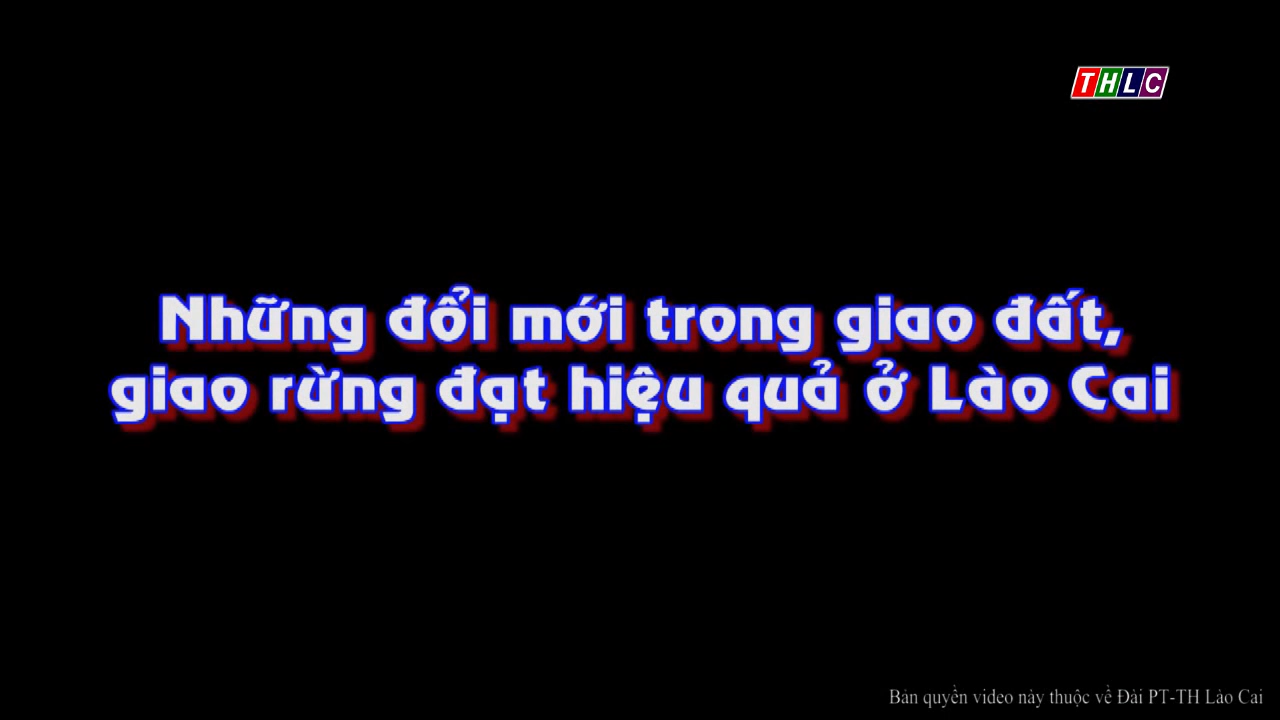 THLC
Những đổi mới trong giao đất,
giao rừng đạt hiệu quả ở Lào Cai
Bản quyền video này thuộc về Đài PT-TH Lào Cai